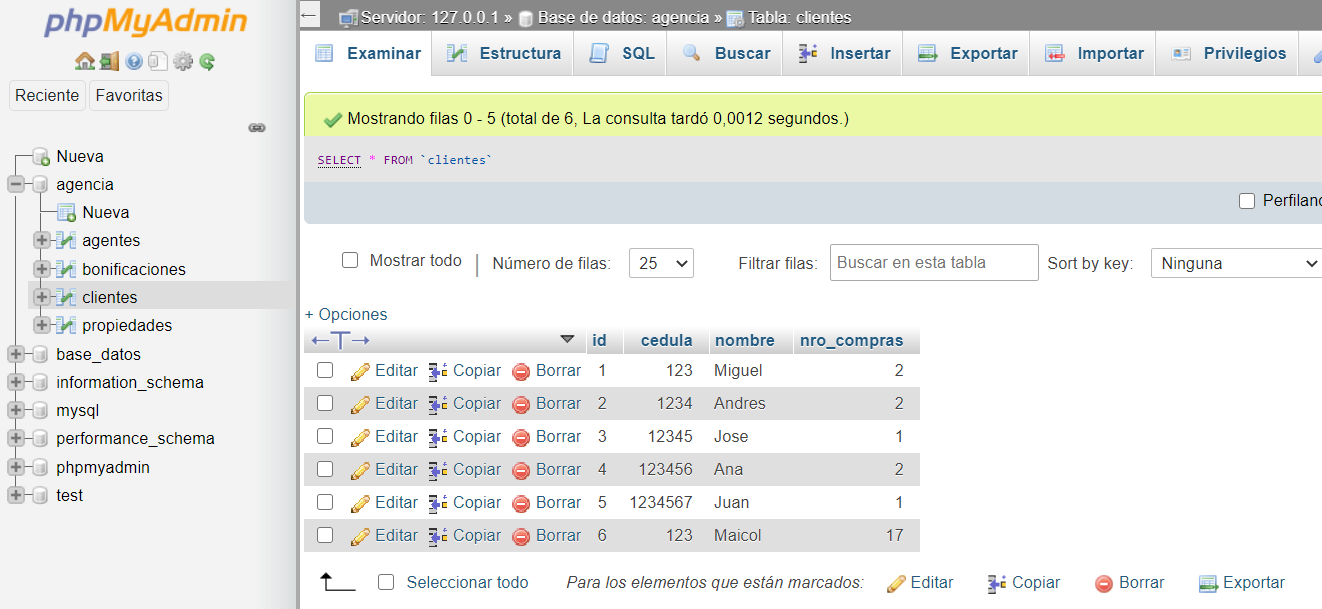 phpMyAdmin
Reciente Favoritas
Nueva
agencia
Nueva
agentes
bonificaciones
clientes
propiedades
base_datos
information_schema
mysql
performance_schema
phpmyadmin
test
Servidor: 127.0.0.1 » Base de datos: agencia » Tabla: clientes
Examinar Estructura SQL Buscar Insertar Exportar Importar Privilegios
Mostrando filas 0 - 5 (total de 6, La consulta tardó 0,0012 segundos.)
SELECT * FROM `clientes`
Perfilando
Mostrar todo | Número de filas: 25 Filtrar filas: Buscar en esta tabla Sort by key: Ninguna
+ Opciones
←T→ id cedula nombre nro_compras
Editar Copiar Borrar 1 123 Miguel 2
Editar Copiar Borrar 2 1234 Andres 2
Editar Copiar Borrar 3 12345 Jose 1
Editar Copiar Borrar 4 123456 Ana 2
Editar Copiar Borrar 5 1234567 Juan 1
Editar Copiar Borrar 6 123 Maicol 17
Seleccionar todo Para los elementos que están marcados: Editar Copiar Borrar Exportar